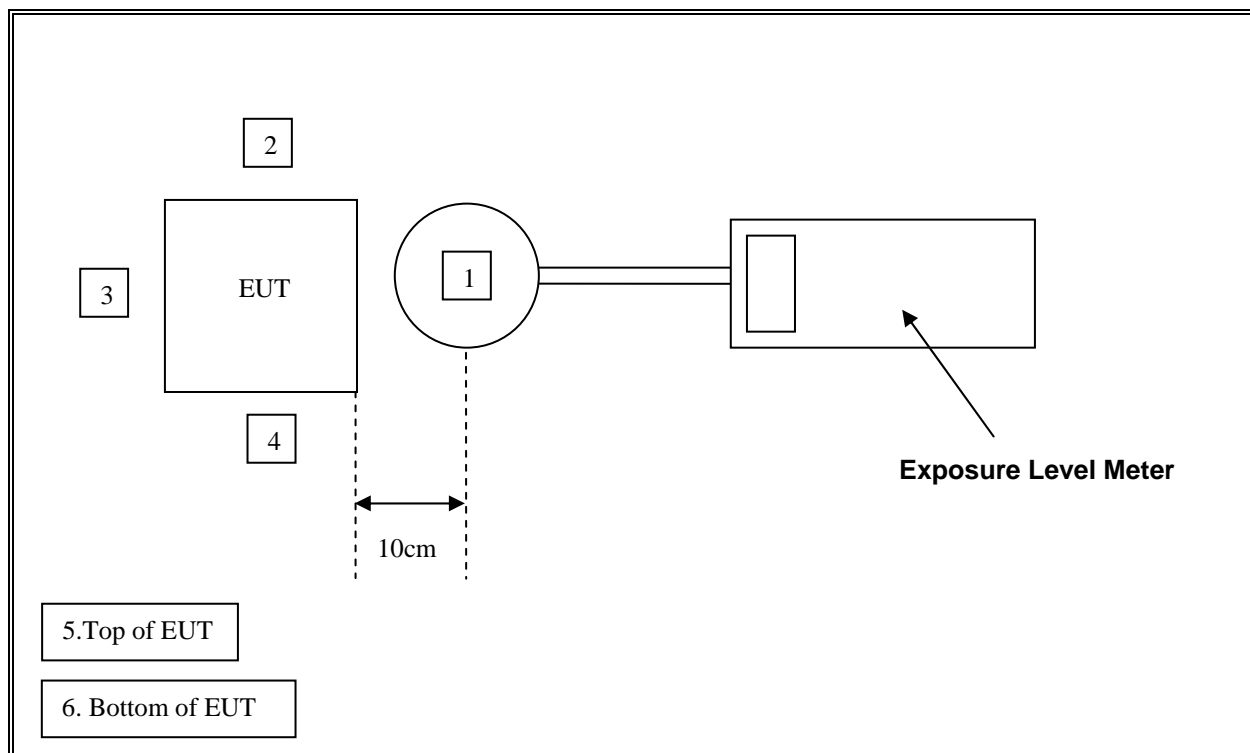 2
3
EUT
1
4
Exposure Level Meter
10cm
5.Top of EUT
6. Bottom of EUT